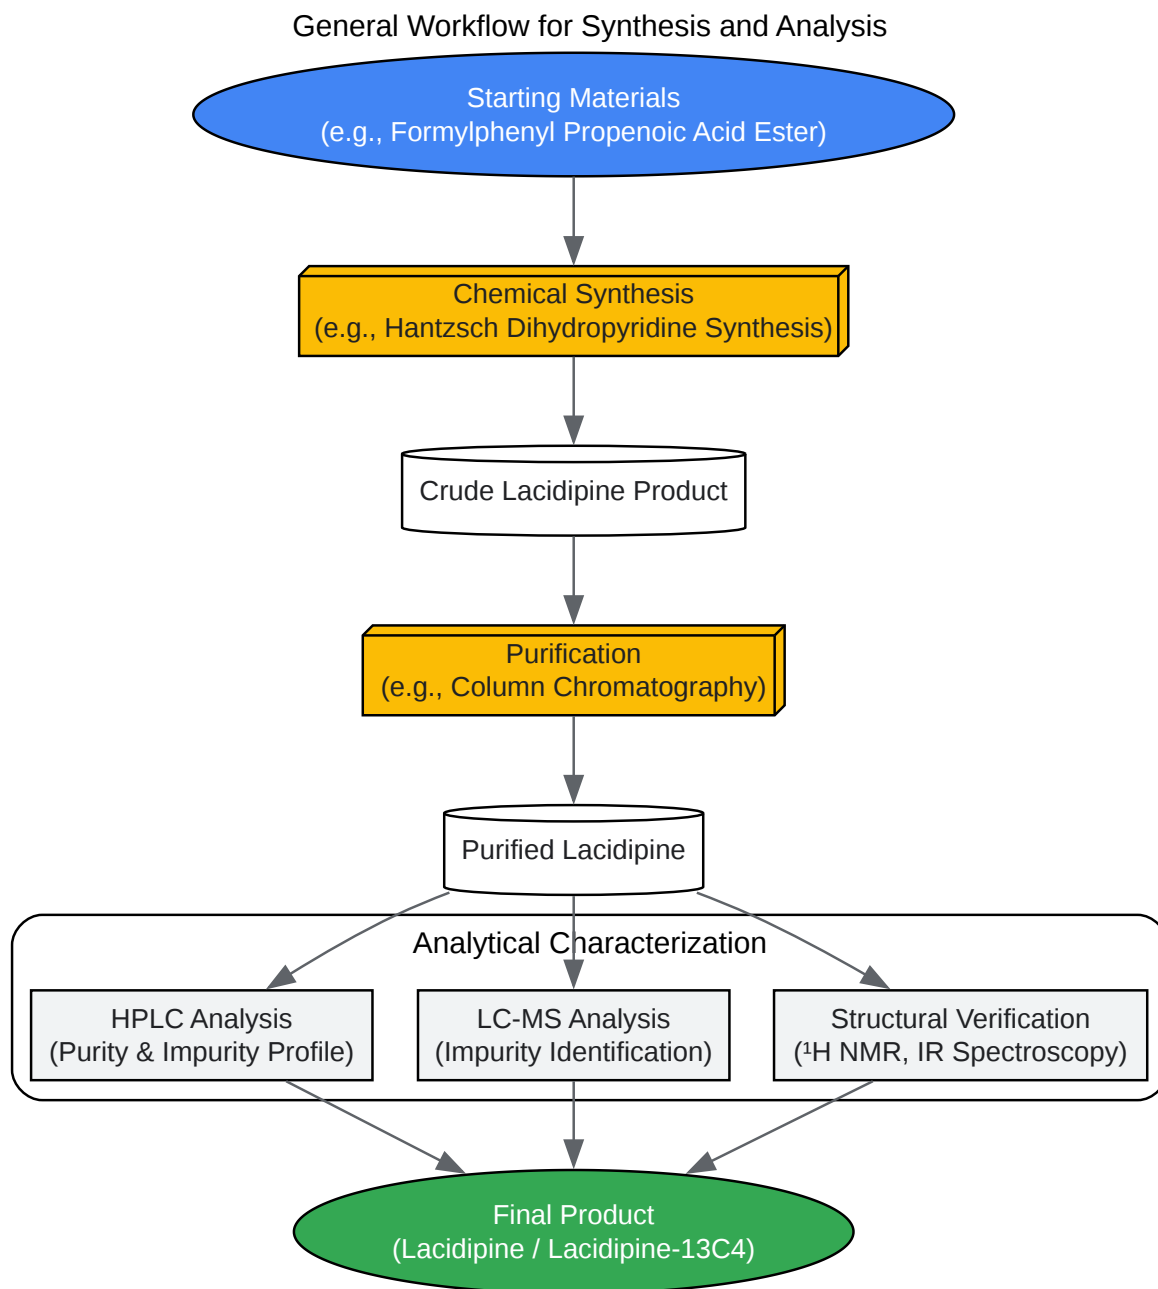 General Workflow for Synthesis and Analysis
Starting Materials
(e.g., Formylphenyl Propenoic Acid Ester)
Chemical Synthesis
(e.g., Hantzsch Dihydropyridine Synthesis)
Crude Lacidipine Product
Purification
(e.g., Column Chromatography)
Purified Lacidipine
Analytical Characterization
HPLC Analysis
(Purity & Impurity Profile)
LC-MS Analysis
(Impurity Identification)
Structural Verification
(¹H NMR, IR Spectroscopy)
Final Product
(Lacidipine / Lacidipine-13C4)